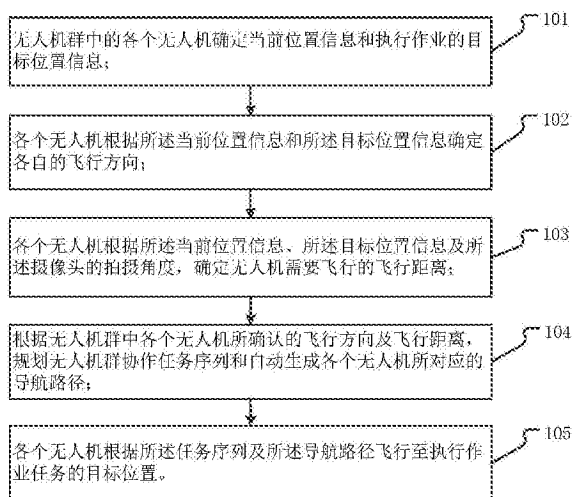 101
无人机群中的各个无人机确定当前位置信息和执行作业的目
标位置信息;
102
各个无人机根据所述当前位置信息和所述目标位置信息确定
各自的飞行方向;
103
各个无人机根据所述当前位置信息、所述目标位置信息及所
述摄像头的拍摄角度,确定无人机需要飞行的飞行距离;
104
根据无人机群中各个无人机所确认的飞行方向及飞行距离,
规划无人机群协作任务序列和自动生成各个无人机所对应的
导航路径;
105
各个无人机根据所述任务序列及所述导航路径飞行至执行作
业任务的目标位置。